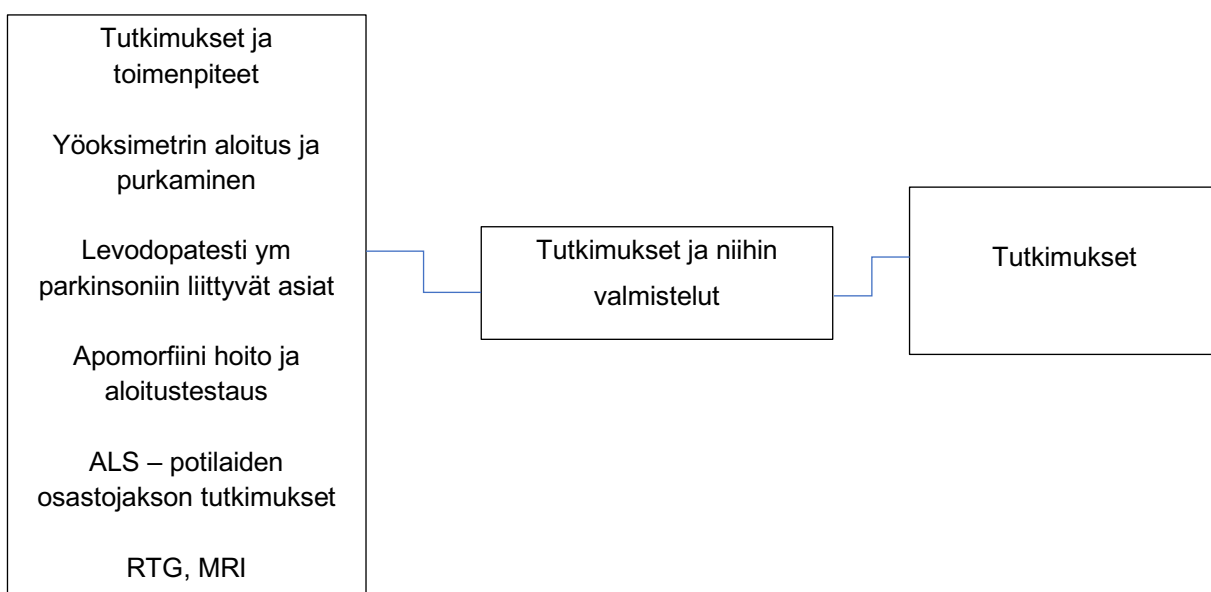 Tutkimukset ja
toimenpiteet
Yöoksimetrin aloitus ja
purkaminen
Levodopatesti ym
parkinsoniin liittyvät asiat
Apomorfiini hoito ja
aloitustestaus
ALS – potilaiden
osastojakson tutkimukset
RTG, MRI
Tutkimukset ja niihin
valmistelut
Tutkimukset